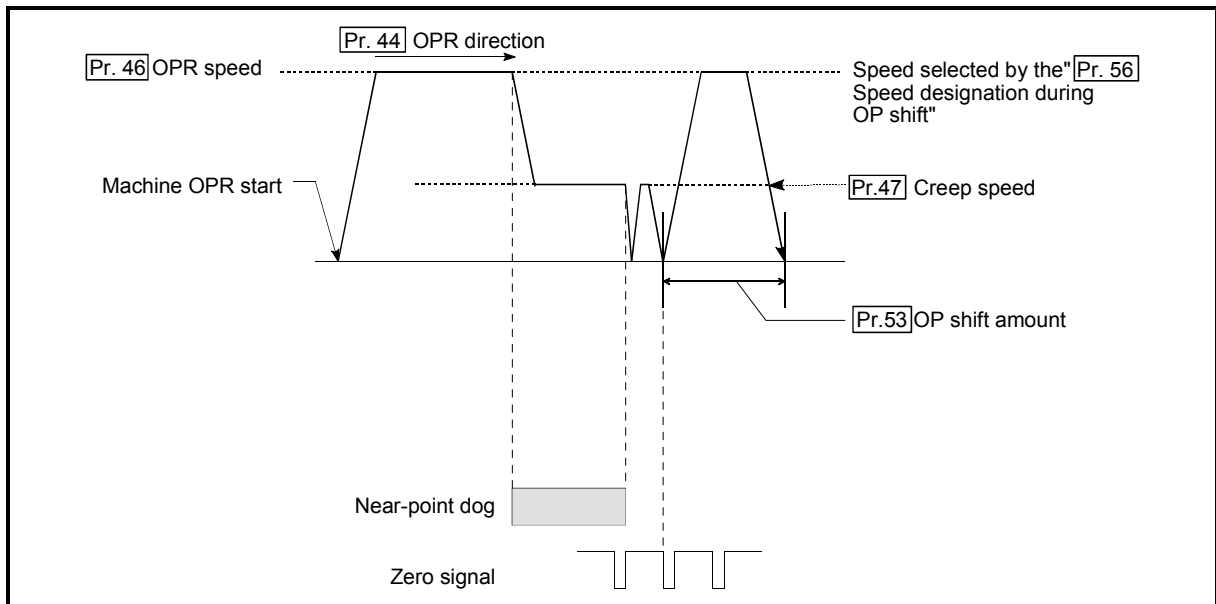 Pr. 44 OPR direction
Pr. 46 OPR speed
Speed selected by the" Pr. 56
Speed designation during
OP shift"
Machine OPR start
Pr.47 Creep speed
Pr.53 OP shift amount
Near-point dog
Zero signal